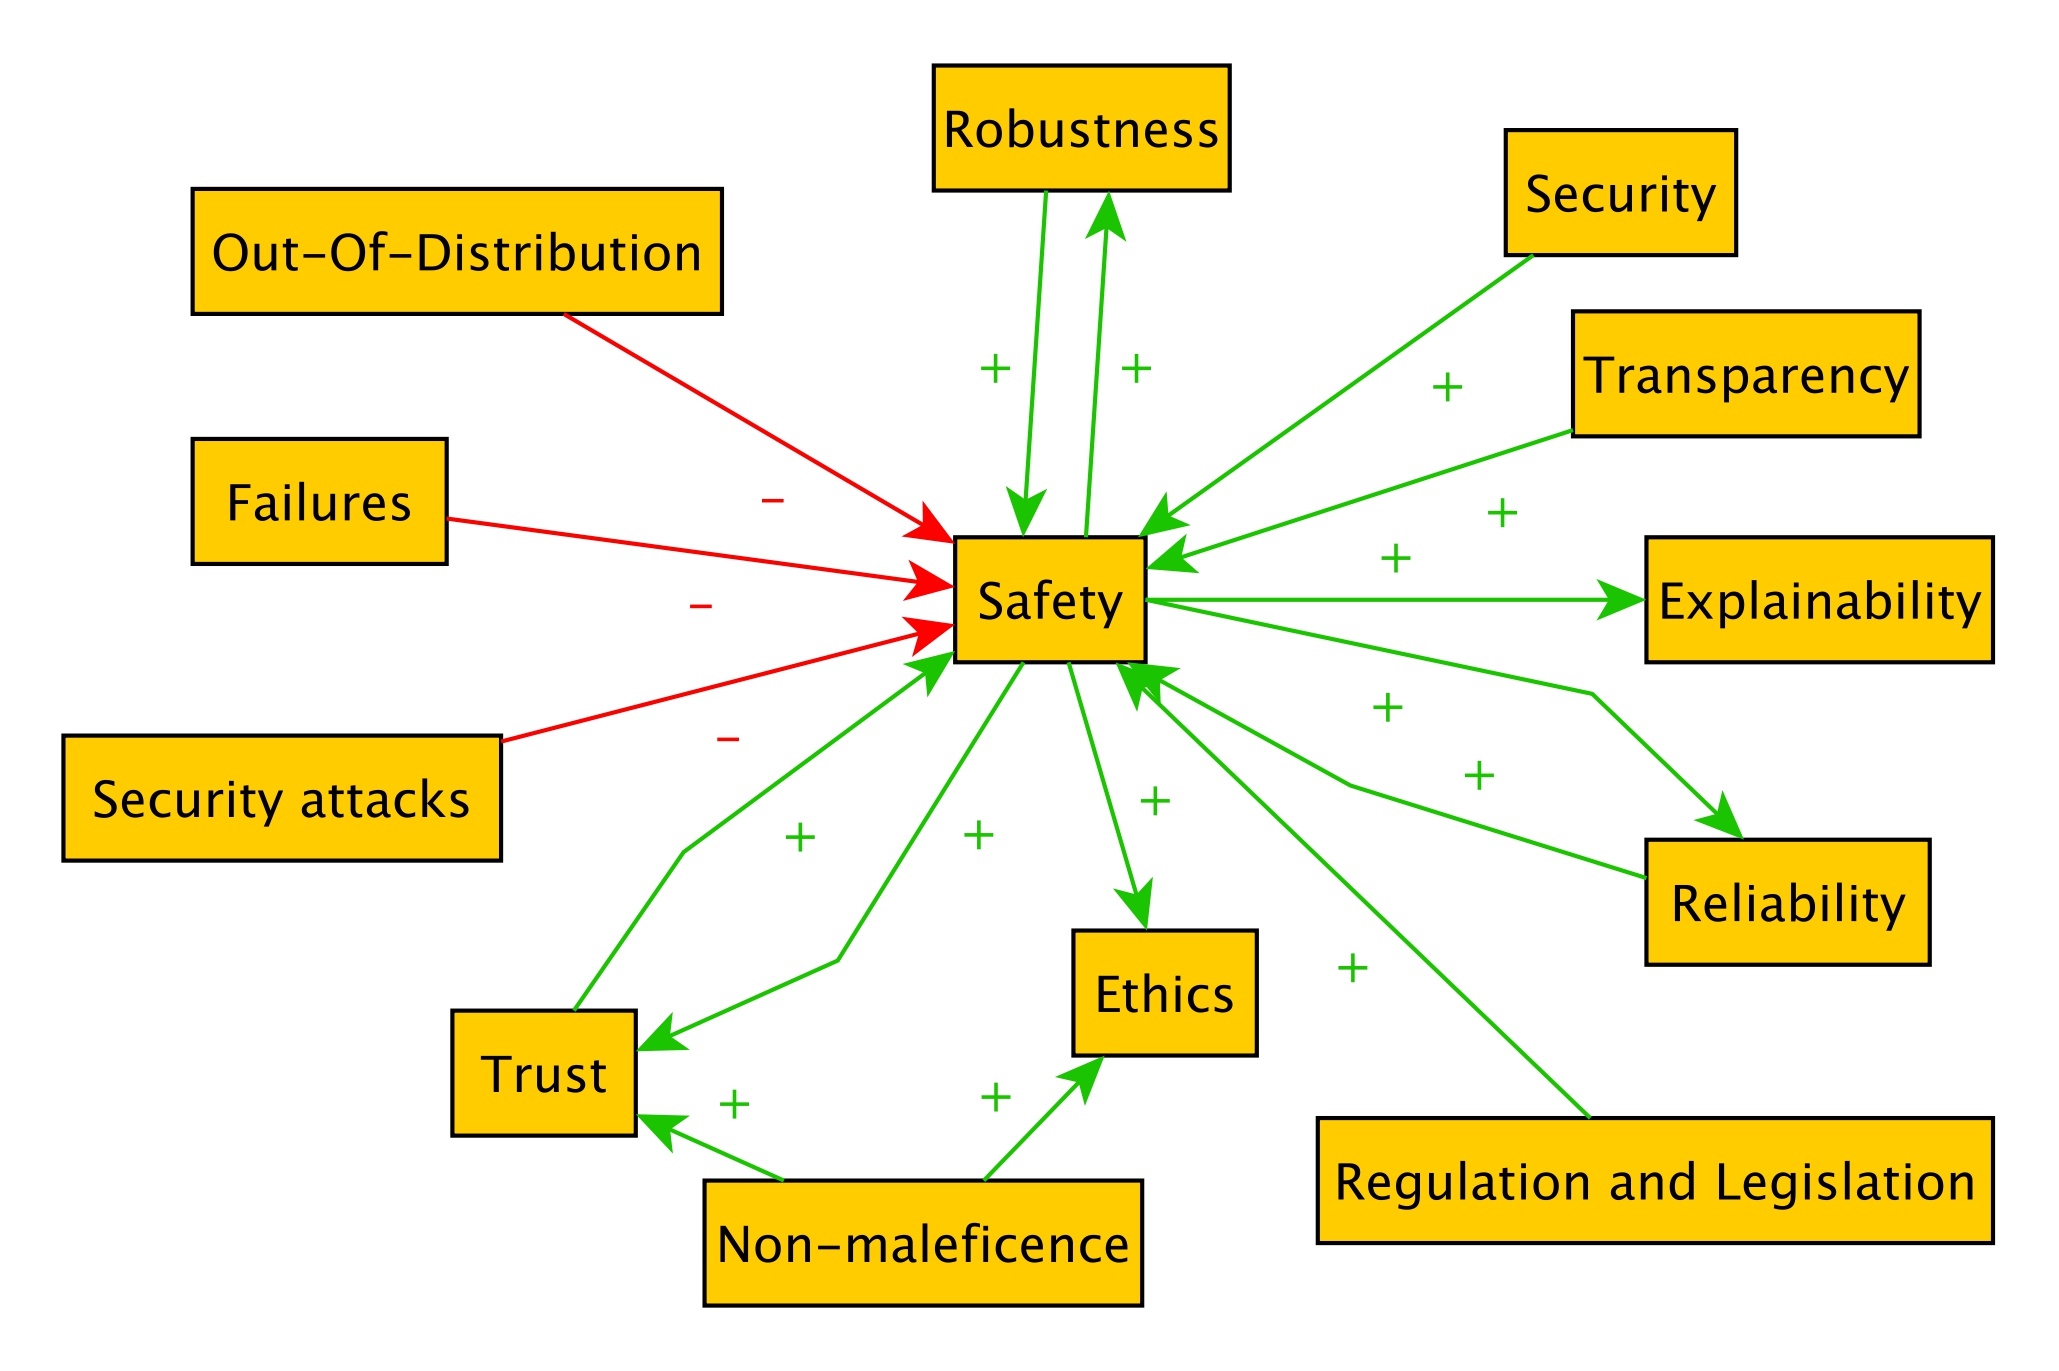 Robustness
Security
Out-Of-Distribution
Transparency
+
+
+
Failures
-
+
+
Explainability
Safety
-
+
-
+
Security attacks
+
+
+
Reliability
+
Ethics
Trust
+
+
Regulation and Legislation
Non-maleficence